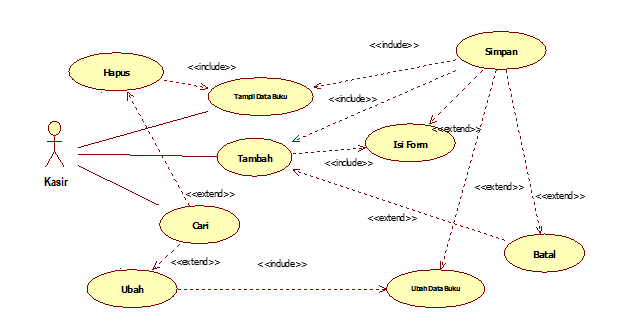 <<include>>
Simpan
Hapus
<<include>>
Tampil Data Buku
<<include>>
<<extend>>
Isi Form
Tambah
<<include>>
Kasir
<<extend>>
<<extend>>
<<extend>>
<<extend>>
Cari
Batal
<<extend>>
<<include>>
Ubah
Ubah Data Buku